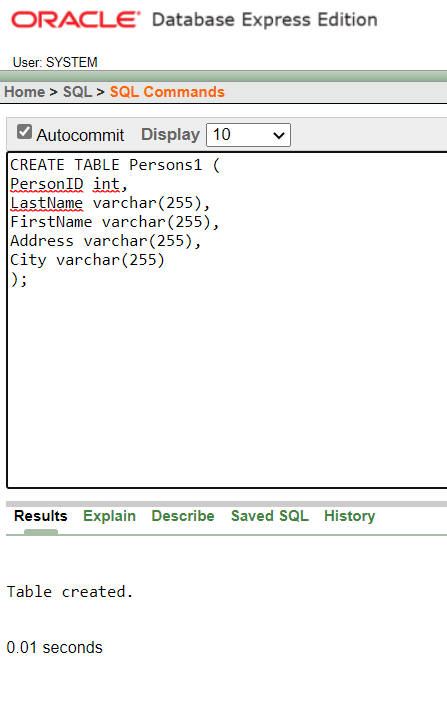 ORACLE® Database Express Edition
User: SYSTEM
Home > SQL > SQL Commands
Autocommit Display 10
CREATE TABLE Persons1 (
PersonID int,
LastName varchar(255),
FirstName varchar(255),
Address varchar(255),
City varchar(255)
);
Results Explain Describe Saved SQL History
Table created.
0.01 seconds